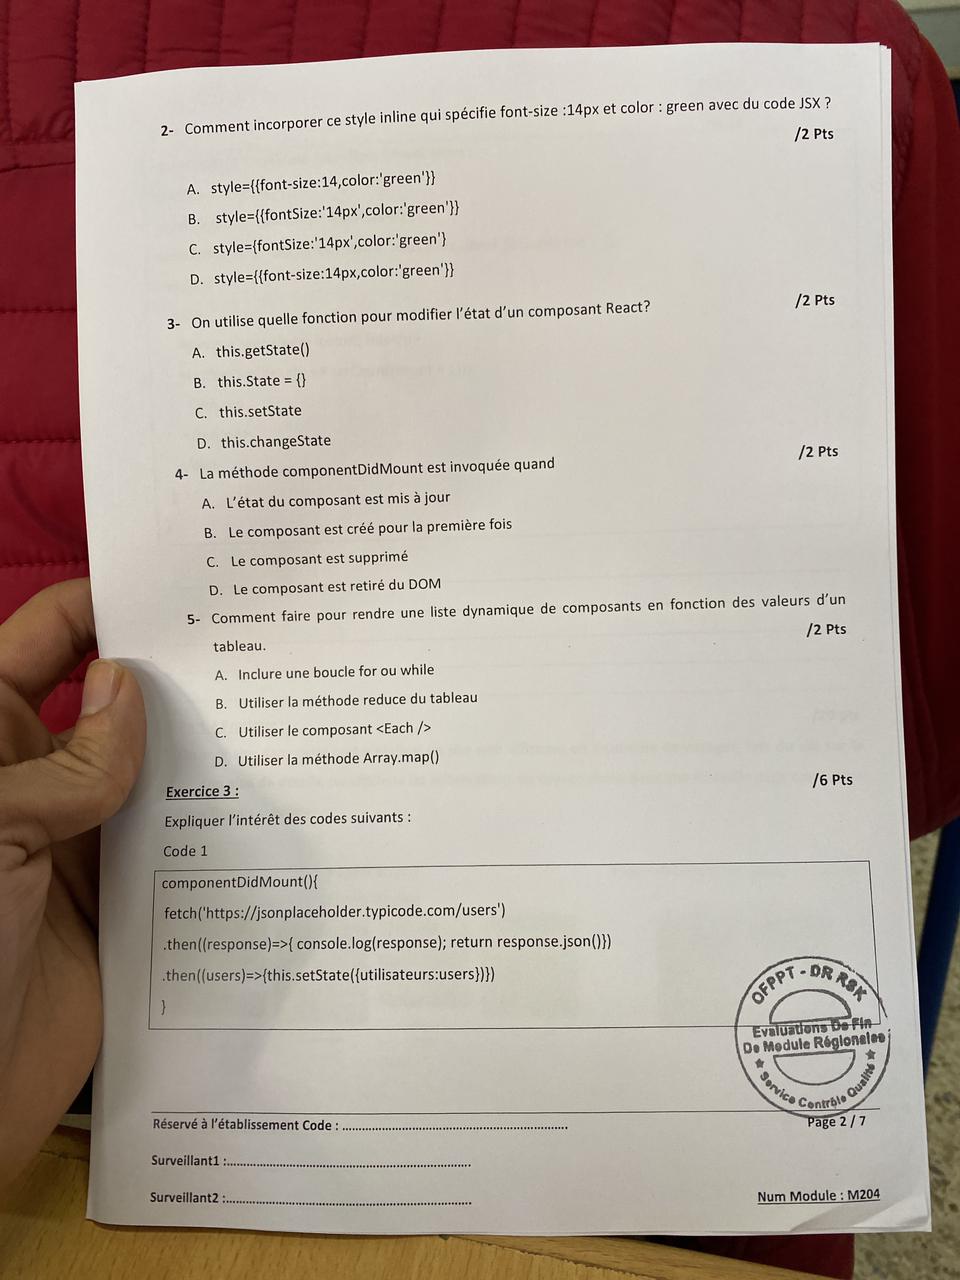 2- Comment incorporer ce style inline qui spécifie font-size :14px et color : green avec du code JSX ?
/2 Pts
A. style={{font-size:14,color:'green'}}
B. style={{fontSize:'14px',color:'green'}}
C. style={fontSize:'14px',color:'green'}
D. style={{font-size:14px,color:'green'}}
3- On utilise quelle fonction pour modifier l'état d'un composant React? /2 Pts
A. this.getState()
B. this.State = {}
C. this.setState
D. this.changeState
4- La méthode componentDidMount est invoquée quand /2 Pts
A. L'état du composant est mis à jour
B. Le composant est créé pour la première fois
C. Le composant est supprimé
D. Le composant est retiré du DOM
5- Comment faire pour rendre une liste dynamique de composants en fonction des valeurs d'un
tableau. /2 Pts
A. Inclure une boucle for ou while
B. Utiliser la méthode reduce du tableau
C. Utiliser le composant <Each />
D. Utiliser la méthode Array.map()
Exercice 3 : /6 Pts
Expliquer l'intérêt des codes suivants :
Code 1
componentDidMount(){
fetch('https://jsonplaceholder.typicode.com/users')
.then((response)=>{ console.log(response); return response.json()})
.then((users)=>{this.setState({utilisateurs:users})})
}
OFPPT - DR RSK
Evaluations De Fin
De Module Régionales
★ Service Contrôle Qualité ★
Réservé à l'établissement Code : ........................................................
Page 2 / 7
Surveillant1 :............................................................
Surveillant2 :............................................................
Num Module : M204